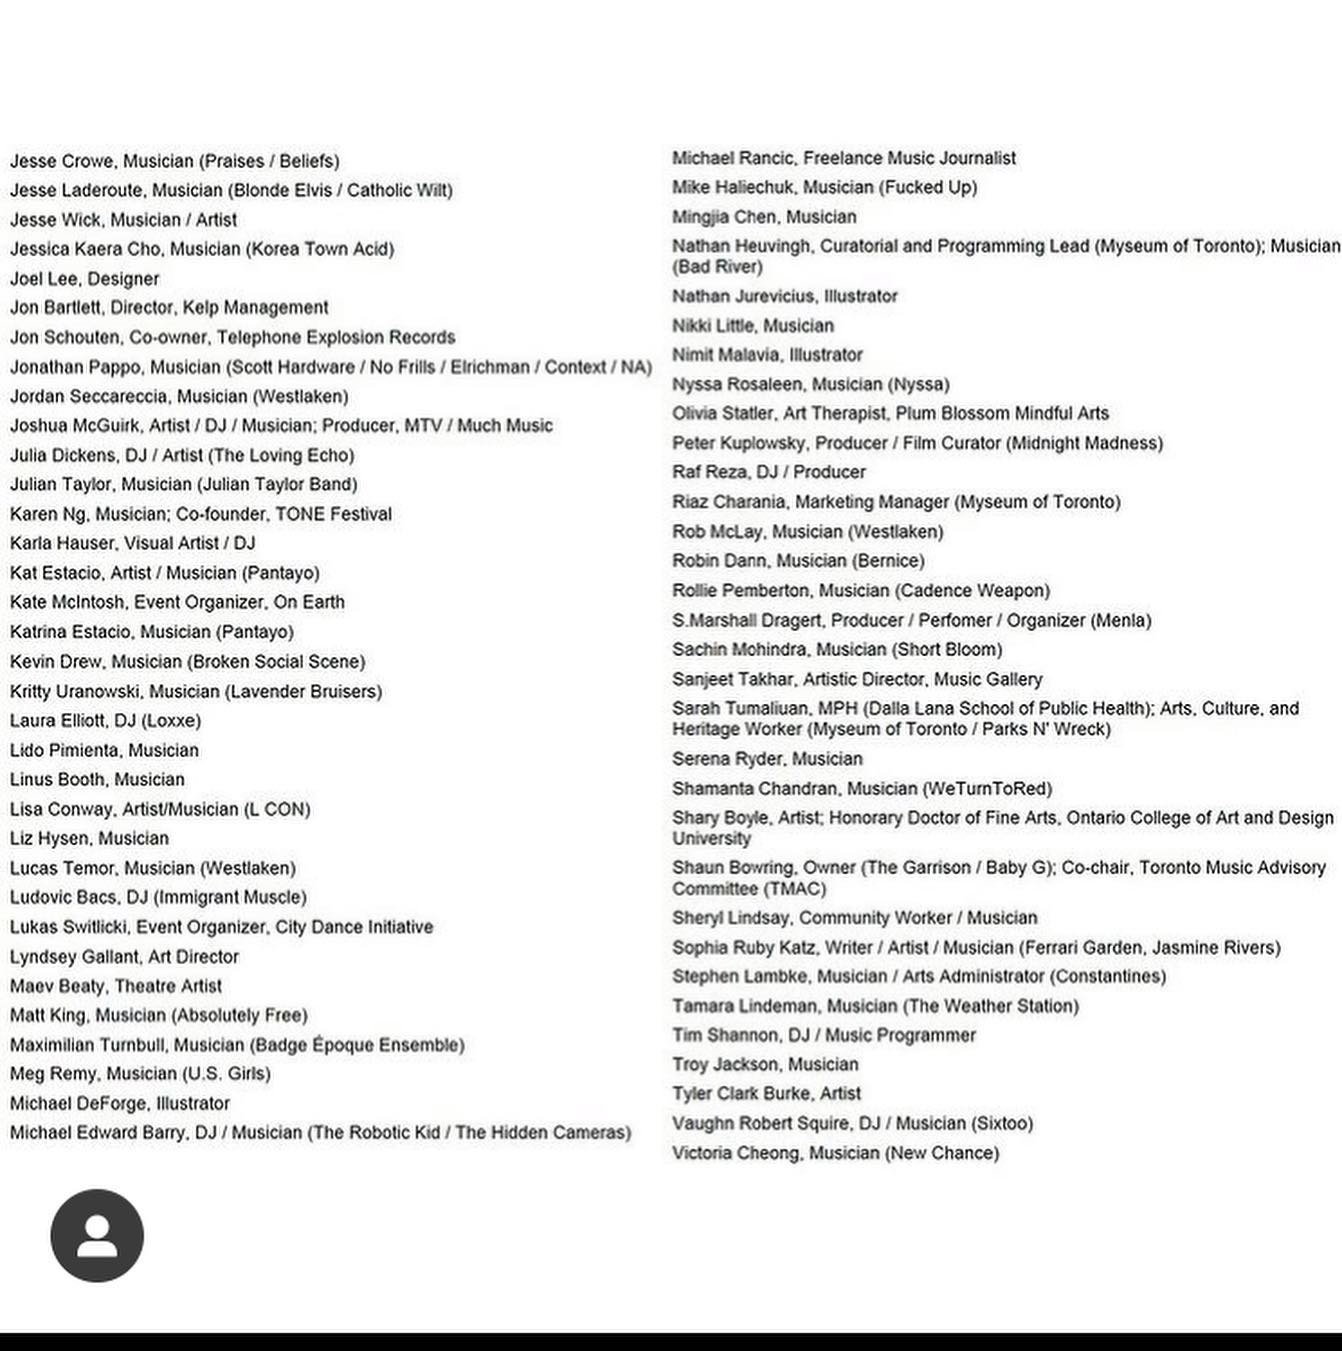 Jesse Crowe, Musician (Praises / Beliefs)
Jesse Laderoute, Musician (Blonde Elvis / Catholic Wilt)
Jesse Wick, Musician / Artist
Jessica Kaera Cho, Musician (Korea Town Acid)
Joel Lee, Designer
Jon Bartlett, Director, Kelp Management
Jon Schouten, Co-owner, Telephone Explosion Records
Jonathan Pappo, Musician (Scott Hardware / No Frills / Elrichman / Context / NA)
Jordan Seccareccia, Musician (Westlaken)
Joshua McGuirk, Artist / DJ / Musician; Producer, MTV / Much Music
Julia Dickens, DJ / Artist (The Loving Echo)
Julian Taylor, Musician (Julian Taylor Band)
Karen Ng, Musician; Co-founder, TONE Festival
Karla Hauser, Visual Artist / DJ
Kat Estacio, Artist / Musician (Pantayo)
Kate McIntosh, Event Organizer, On Earth
Katrina Estacio, Musician (Pantayo)
Kevin Drew, Musician (Broken Social Scene)
Kritty Uranowski, Musician (Lavender Bruisers)
Laura Elliott, DJ (Loxxe)
Lido Pimienta, Musician
Linus Booth, Musician
Lisa Conway, Artist/Musician (L CON)
Liz Hysen, Musician
Lucas Temor, Musician (Westlaken)
Ludovic Bacs, DJ (Immigrant Muscle)
Lukas Switlicki, Event Organizer, City Dance Initiative
Lyndsey Gallant, Art Director
Maev Beaty, Theatre Artist
Matt King, Musician (Absolutely Free)
Maximilian Turnbull, Musician (Badge Époque Ensemble)
Meg Remy, Musician (U.S. Girls)
Michael DeForge, Illustrator
Michael Edward Barry, DJ / Musician (The Robotic Kid / The Hidden Cameras)
Michael Rancic, Freelance Music Journalist
Mike Haliechuk, Musician (Fucked Up)
Mingjia Chen, Musician
Nathan Heuvingh, Curatorial and Programming Lead (Myseum of Toronto); Musician
(Bad River)
Nathan Jurevicius, Illustrator
Nikki Little, Musician
Nimit Malavia, Illustrator
Nyssa Rosaleen, Musician (Nyssa)
Olivia Statler, Art Therapist, Plum Blossom Mindful Arts
Peter Kuplowsky, Producer / Film Curator (Midnight Madness)
Raf Reza, DJ / Producer
Riaz Charania, Marketing Manager (Myseum of Toronto)
Rob McLay, Musician (Westlaken)
Robin Dann, Musician (Bernice)
Rollie Pemberton, Musician (Cadence Weapon)
S.Marshall Dragert, Producer / Perfomer / Organizer (Menla)
Sachin Mohindra, Musician (Short Bloom)
Sanjeet Takhar, Artistic Director, Music Gallery
Sarah Tumaliuan, MPH (Dalla Lana School of Public Health); Arts, Culture, and
Heritage Worker (Myseum of Toronto / Parks N' Wreck)
Serena Ryder, Musician
Shamanta Chandran, Musician (WeTurnToRed)
Shary Boyle, Artist; Honorary Doctor of Fine Arts, Ontario College of Art and Design
University
Shaun Bowring, Owner (The Garrison / Baby G); Co-chair, Toronto Music Advisory
Committee (TMAC)
Sheryl Lindsay, Community Worker / Musician
Sophia Ruby Katz, Writer / Artist / Musician (Ferrari Garden, Jasmine Rivers)
Stephen Lambke, Musician / Arts Administrator (Constantines)
Tamara Lindeman, Musician (The Weather Station)
Tim Shannon, DJ / Music Programmer
Troy Jackson, Musician
Tyler Clark Burke, Artist
Vaughn Robert Squire, DJ / Musician (Sixtoo)
Victoria Cheong, Musician (New Chance)